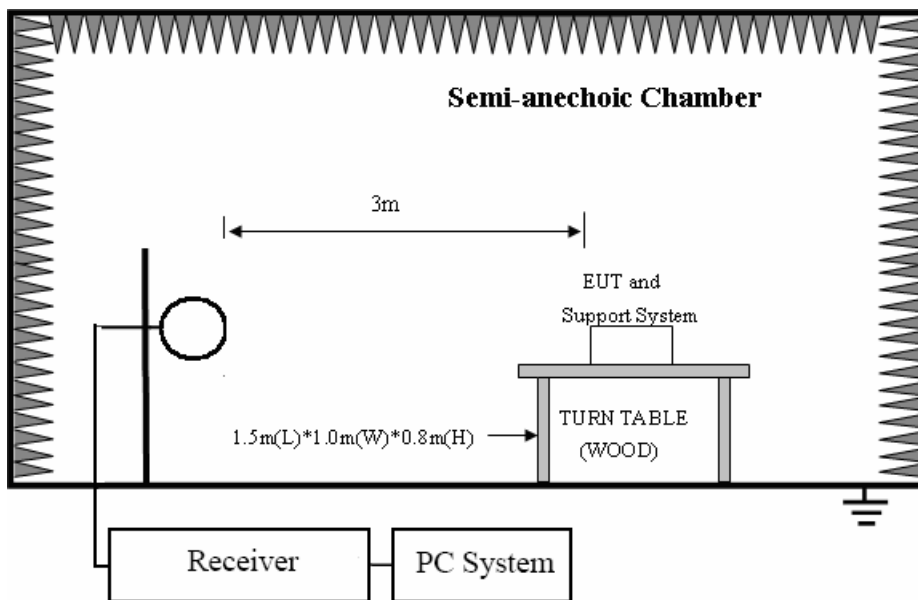 Semi-anechoic Chamber
3m
EUT and
Support System
1.5m(L)*1.0m(W)*0.8m(H)
TURN TABLE
(WOOD)
Receiver
PC System